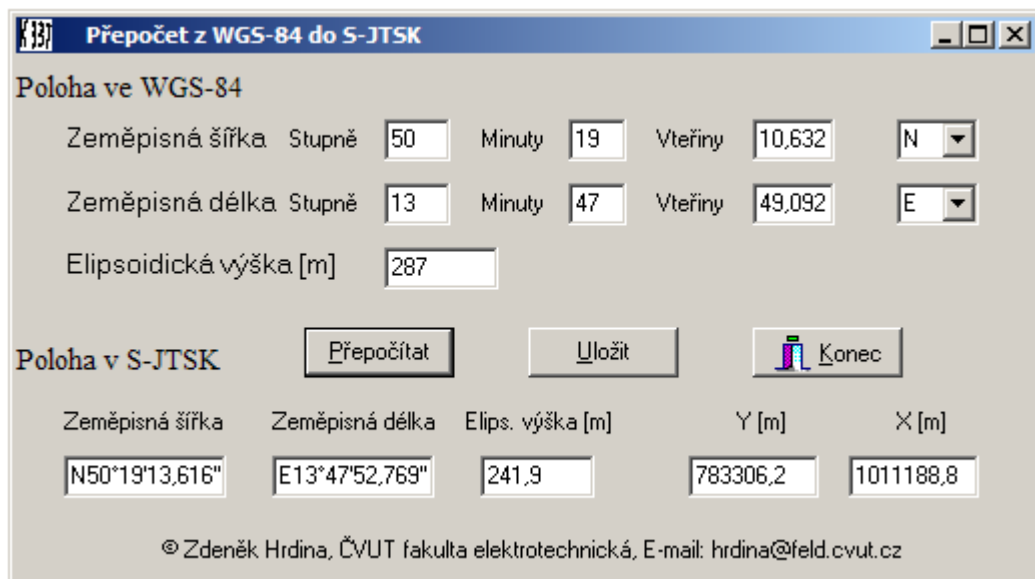 Přepočet z WGS-84 do S-JTSK
Poloha ve WGS-84
Zeměpisná šířka Stupně 50 Minuty 19 Vteřiny 10,632 N
Zeměpisná délka Stupně 13 Minuty 47 Vteřiny 49,092 E
Elipsoidická výška [m] 287
Poloha v S-JTSK Přepočítat Uložit Konec
Zeměpisná šířka Zeměpisná délka Elips. výška [m] Y [m] X [m]
N50°19'13,616" E13°47'52,769" 241,9 783306,2 1011188,8
© Zdeněk Hrdina, ČVUT fakulta elektrotechnická, E-mail: hrdina@feld.cvut.cz